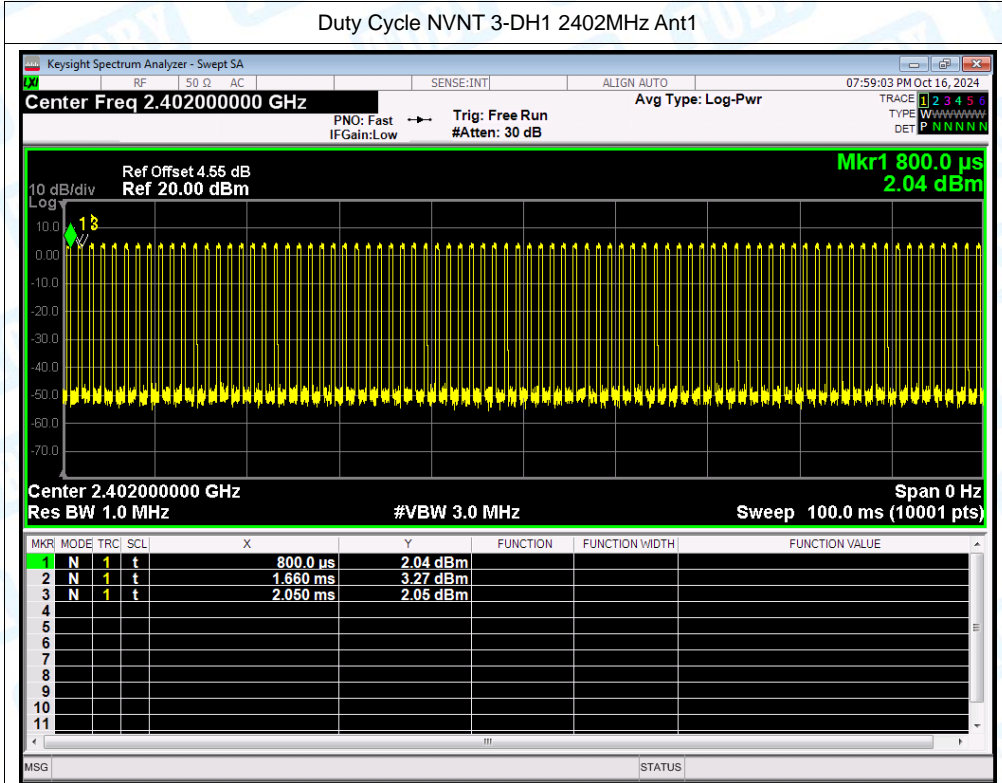 Duty Cycle NVNT 3-DH1 2402MHz Ant1
Keysight Spectrum Analyzer - Swept SA
LXI RF 50 Ω AC SENSE:INT ALIGN AUTO 07:59:03 PM Oct 16, 2024
Center Freq 2.402000000 GHz Avg Type: Log-Pwr TRACE 1 2 3 4 5 6
PNO: Fast Trig: Free Run TYPE WWWWWW
IFGain:Low #Atten: 30 dB DET P N N N N N
Mkr1 800.0 µs
Ref Offset 4.55 dB
10 dB/div Ref 20.00 dBm 2.04 dBm
Log
10.0
1 3
0.00
-10.0
-20.0
-30.0
-40.0
-50.0
-60.0
-70.0
Center 2.402000000 GHz Span 0 Hz
Res BW 1.0 MHz #VBW 3.0 MHz Sweep 100.0 ms (10001 pts)
MKR MODE TRC SCL X Y FUNCTION FUNCTION WIDTH FUNCTION VALUE
1 N 1 t 800.0 µs 2.04 dBm
2 N 1 t 1.660 ms 3.27 dBm
3 N 1 t 2.050 ms 2.05 dBm
4
5
6
7
8
9
10
11
MSG STATUS